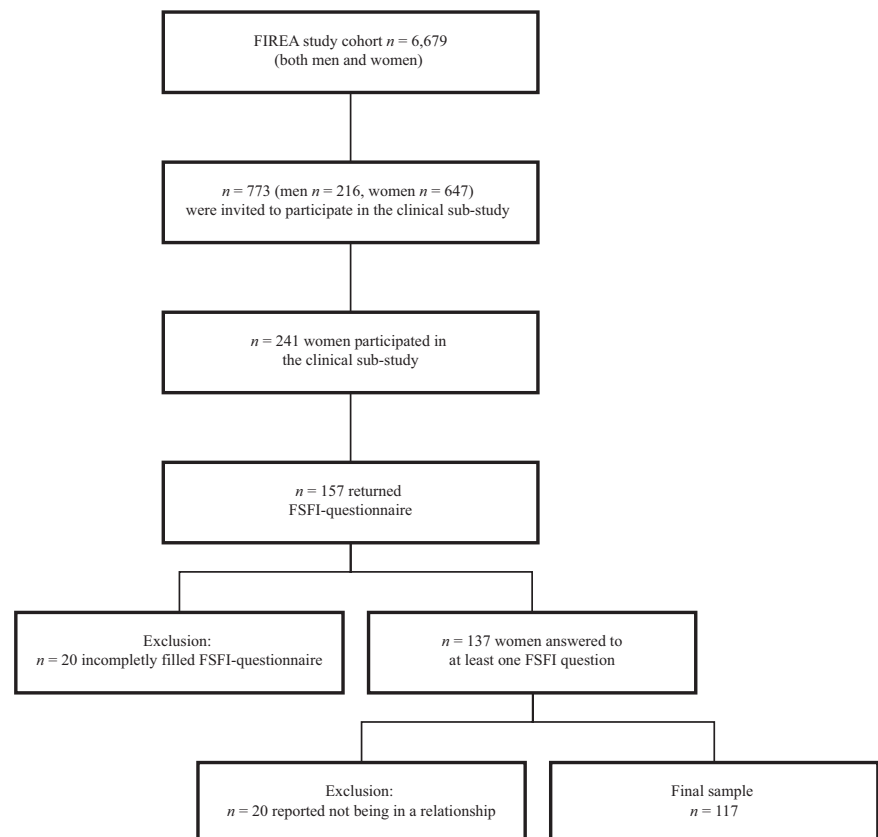 FIREA study cohort n = 6,679
(both men and women)
n = 773 (men n = 216, women n = 647)
were invited to participate in the clinical sub-study
n = 241 women participated in
the clinical sub-study
n = 157 returned
FSFI-questionnaire
Exclusion:
n = 20 incompletly filled FSFI-questionnaire
n = 137 women answered to
at least one FSFI question
Exclusion:
n = 20 reported not being in a relationship
Final sample
n = 117